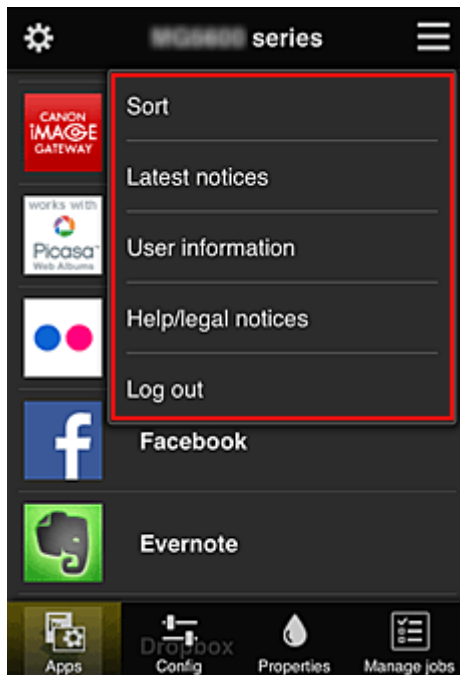 series
CANON
iMAGE
GATEWAY
Sort
Latest notices
works with
Picasa™
Web Albums
User information
Help/legal notices
Log out
Facebook
Evernote
Dropbox
Apps
Config
Properties
Manage jobs